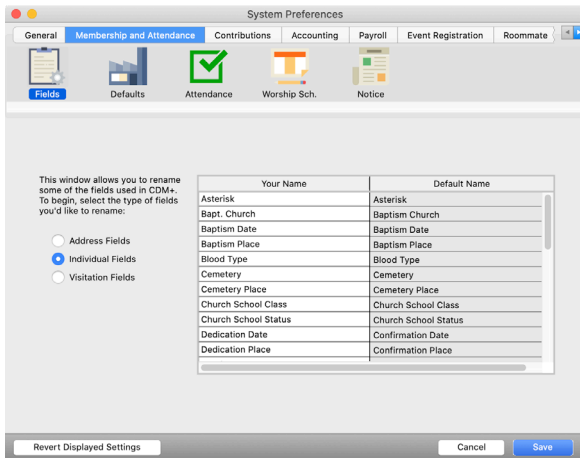 System Preferences
General Membership and Attendance Contributions Accounting Payroll Event Registration Roommate
Fields Defaults Attendance Worship Sch. Notice
This window allows you to rename
some of the fields used in CDM+.
To begin, select the type of fields
you'd like to rename:
Address Fields
Individual Fields
Visitation Fields
Your Name Default Name
Asterisk Asterisk
Bapt. Church Baptism Church
Baptism Date Baptism Date
Baptism Place Baptism Place
Blood Type Blood Type
Cemetery Cemetery
Cemetery Place Cemetery Place
Church School Class Church School Class
Church School Status Church School Status
Dedication Date Confirmation Date
Dedication Place Confirmation Place
Revert Displayed Settings Cancel Save